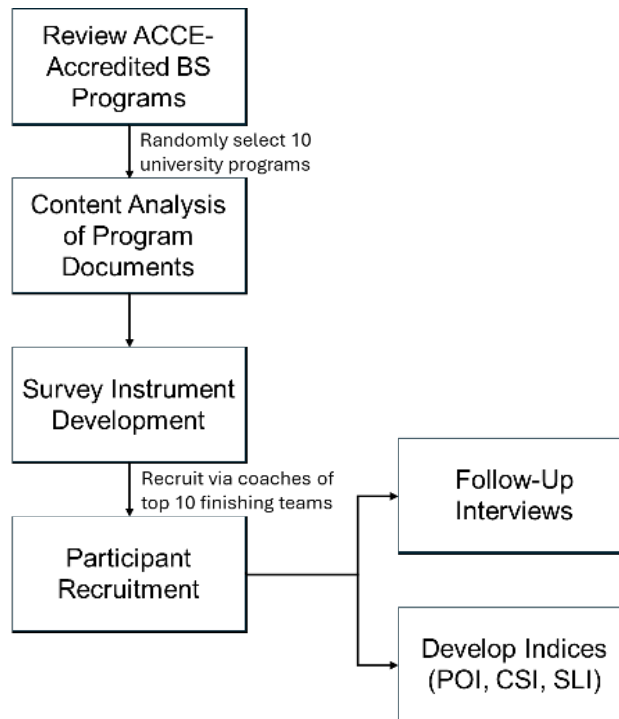 Review ACCE-
Accredited BS
Programs
Randomly select 10
university programs
Content Analysis
of Program
Documents
Survey Instrument
Development
Recruit via coaches of
top 10 finishing teams
Participant
Recruitment
Follow-Up
Interviews
Develop Indices
(POI, CSI, SLI)